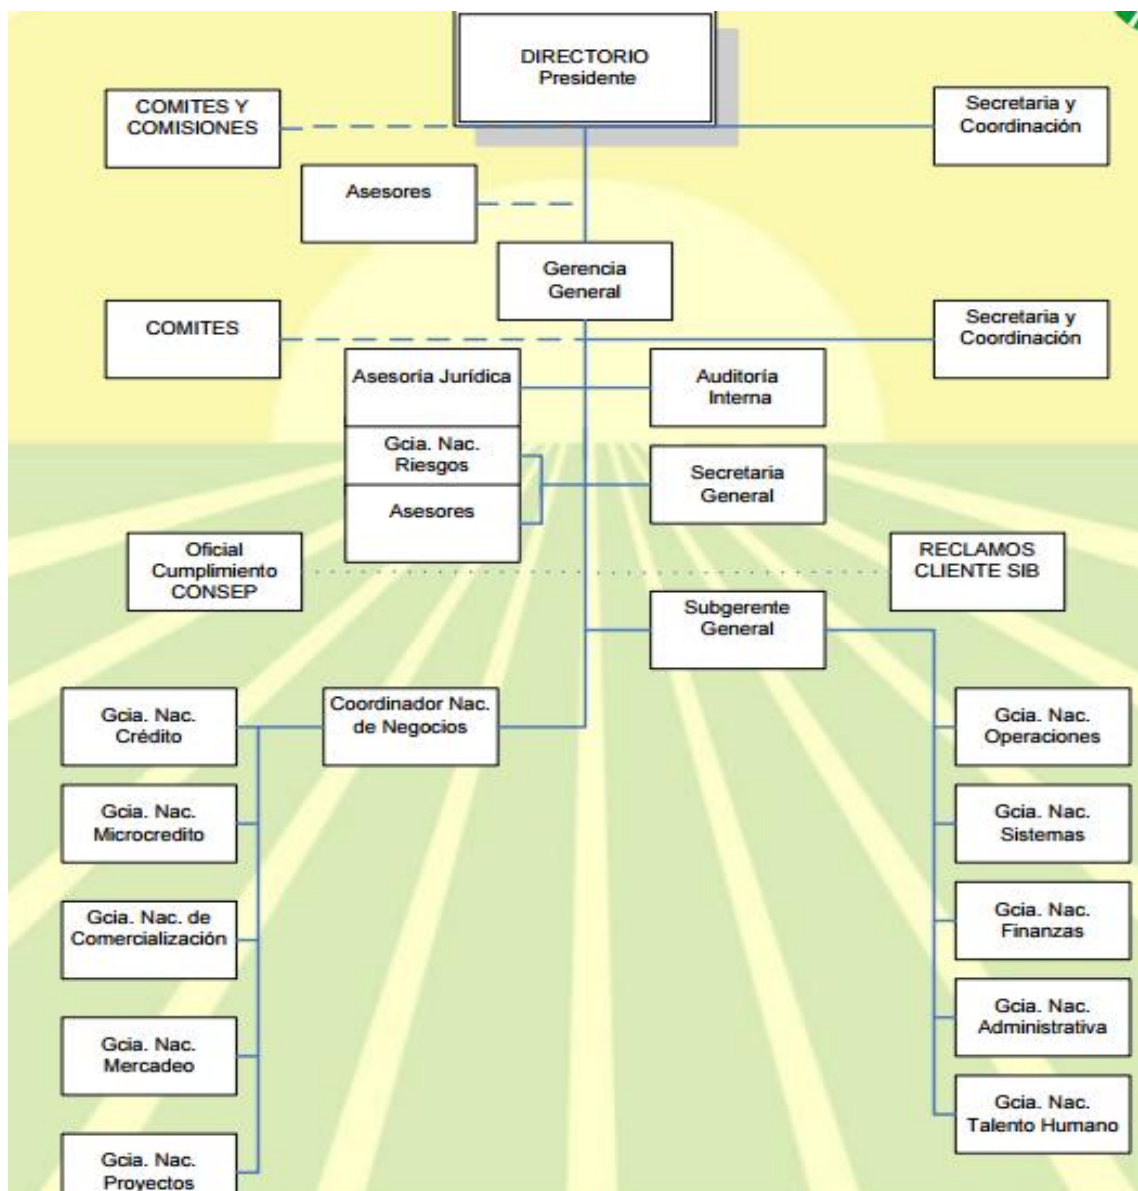 DIRECTORIO
Presidente
COMITES Y
COMISIONES
Secretaria y
Coordinación
Asesores
Gerencia
General
COMITES
Secretaria y
Coordinación
Asesoría Jurídica
Auditoría
Interna
Gcia. Nac.
Riesgos
Secretaria
General
Asesores
Oficial
Cumplimiento
CONSEP
RECLAMOS
CLIENTE SIB
Subgerente
General
Coordinador Nac.
de Negocios
Gcia. Nac.
Crédito
Gcia. Nac.
Microcredito
Gcia. Nac. de
Comercialización
Gcia. Nac.
Mercadeo
Gcia. Nac.
Proyectos
Gcia. Nac.
Operaciones
Gcia. Nac.
Sistemas
Gcia. Nac.
Finanzas
Gcia. Nac.
Administrativa
Gcia. Nac.
Talento Humano